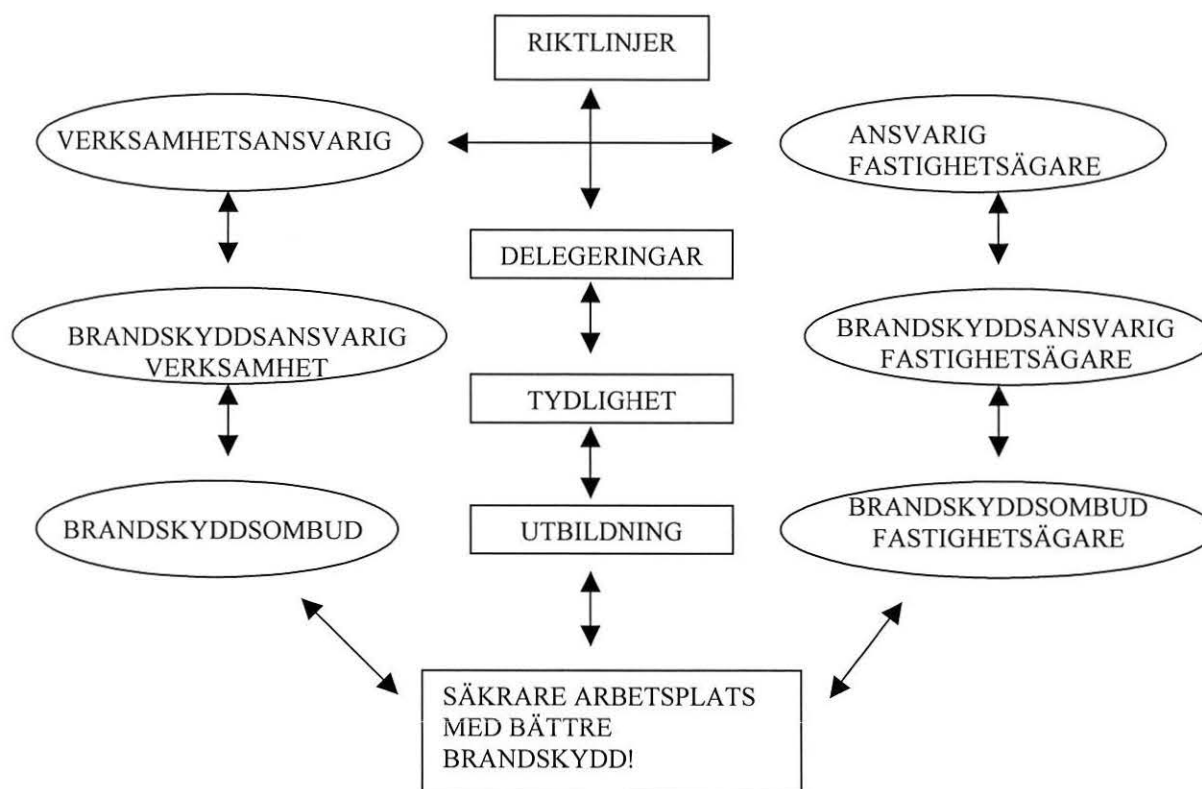 RIKTLINJER
VERKSAMHETSANSVARIG
ANSVARIG
FASTIGHETSÄGARE
DELEGERINGAR
BRANDSKYDDSANSVARIG
VERKSAMHET
BRANDSKYDDSANSVARIG
FASTIGHETSÄGARE
TYDLIGHET
BRANDSKYDDSOMBUD
UTBILDNING
BRANDSKYDDSOMBUD
FASTIGHETSÄGARE
SÄKRARE ARBETSPLATS
MED BÄTTRE
BRANDSKYDD!